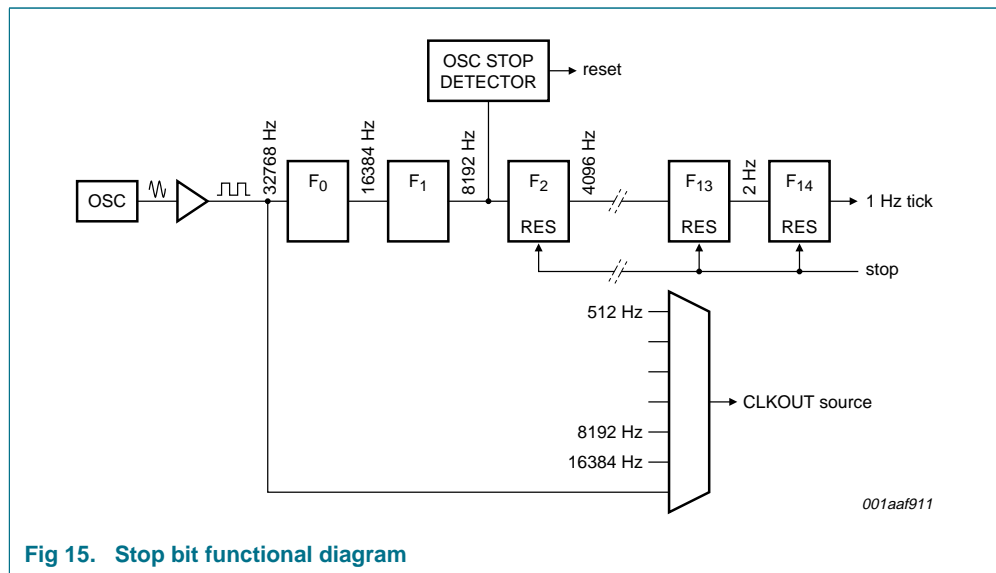 OSC STOP
DETECTOR
reset
OSC
32768 Hz
F0
16384 Hz
F1
8192 Hz
F2
RES
4096 Hz
F13
RES
2 Hz
F14
RES
1 Hz tick
stop
512 Hz
CLKOUT source
8192 Hz
16384 Hz
001aaf911
Fig 15. Stop bit functional diagram